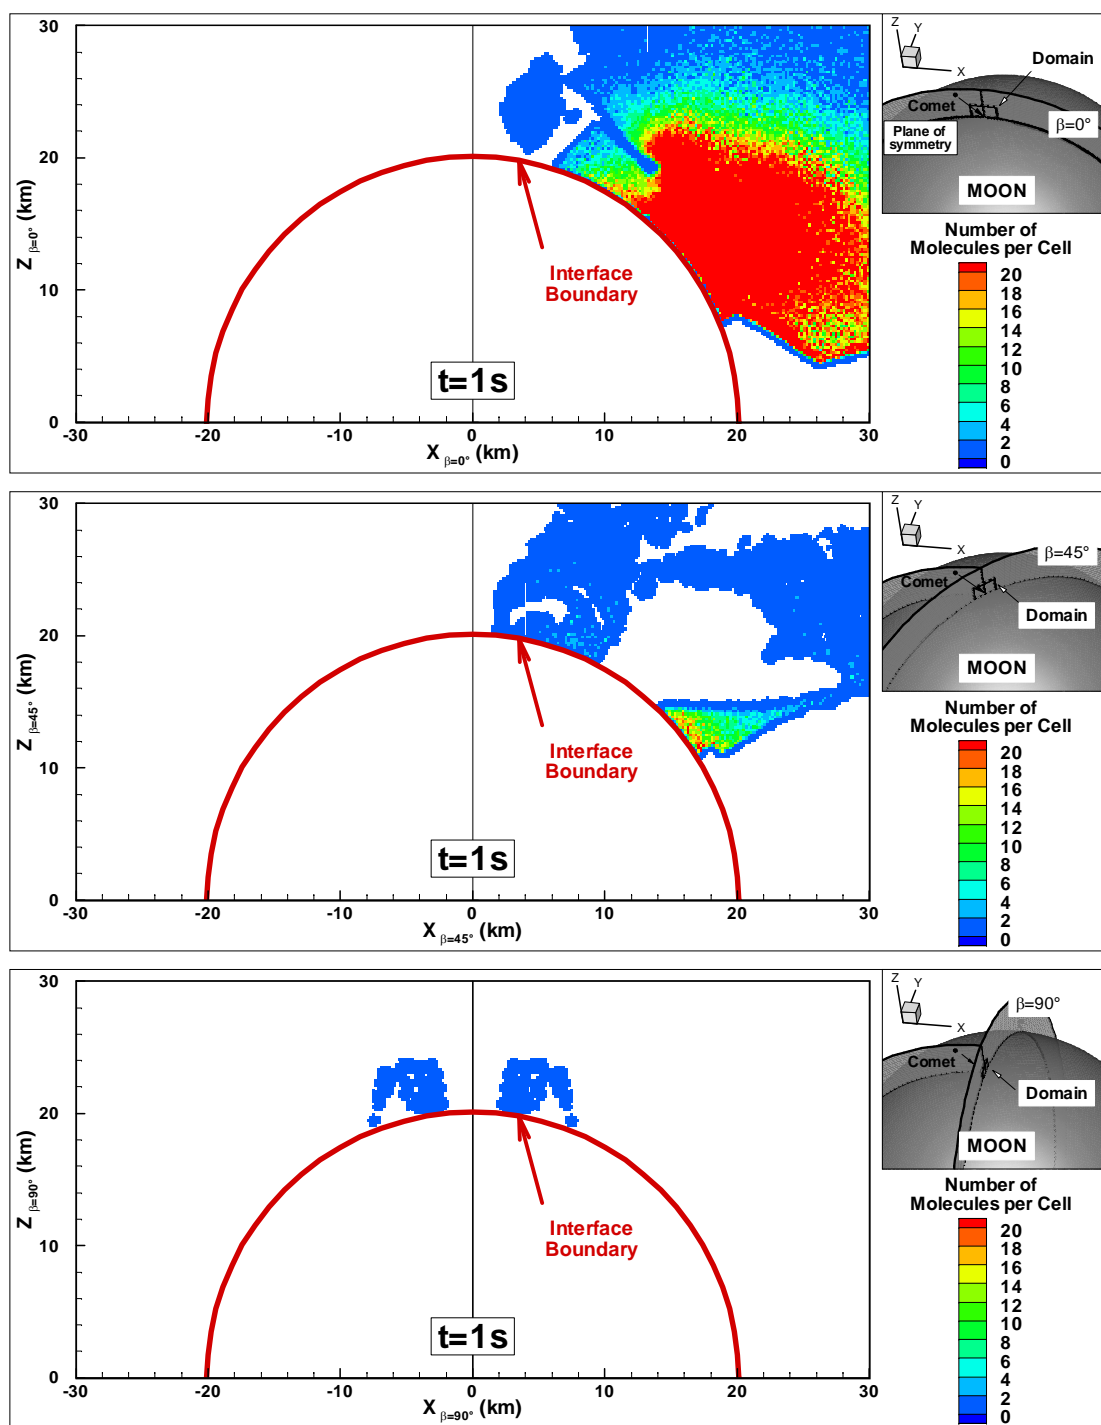 30
20
10
0
-30
-20
-10
0
10
20
30
Z β=0° (km)
X β=0° (km)
Interface
Boundary
t=1s
Z
Y
X
Domain
Comet
β=0°
Plane of
symmetry
MOON
Number of
Molecules per Cell
20
18
16
14
12
10
8
6
4
2
0
30
20
10
0
-30
-20
-10
0
10
20
30
Z β=45° (km)
X β=45° (km)
Interface
Boundary
t=1s
Z
Y
X
β=45°
Comet
Domain
MOON
Number of
Molecules per Cell
20
18
16
14
12
10
8
6
4
2
0
30
20
10
0
-30
-20
-10
0
10
20
30
Z β=90° (km)
X β=90° (km)
Interface
Boundary
t=1s
Z
Y
X
β=90°
Comet
Domain
MOON
Number of
Molecules per Cell
20
18
16
14
12
10
8
6
4
2
0